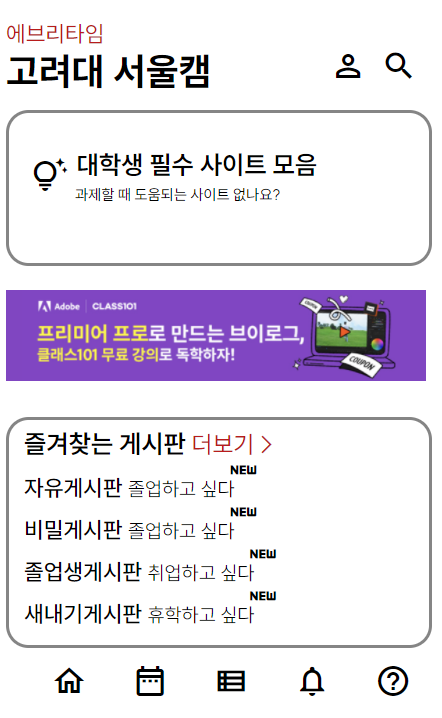 에브리타임
고려대 서울캠
대학생 필수 사이트 모음
과제할 때 도움되는 사이트 없나요?
Adobe | CLASS101
COUPON
프리미어 프로로 만드는 브이로그,
클래스101 무료 강의로 독학하자!
COUPON
즐겨찾는 게시판 더보기 >
NEW
자유게시판 졸업하고 싶다
NEW
비밀게시판 졸업하고 싶다
NEW
졸업생게시판 취업하고 싶다
NEW
새내기게시판 휴학하고 싶다